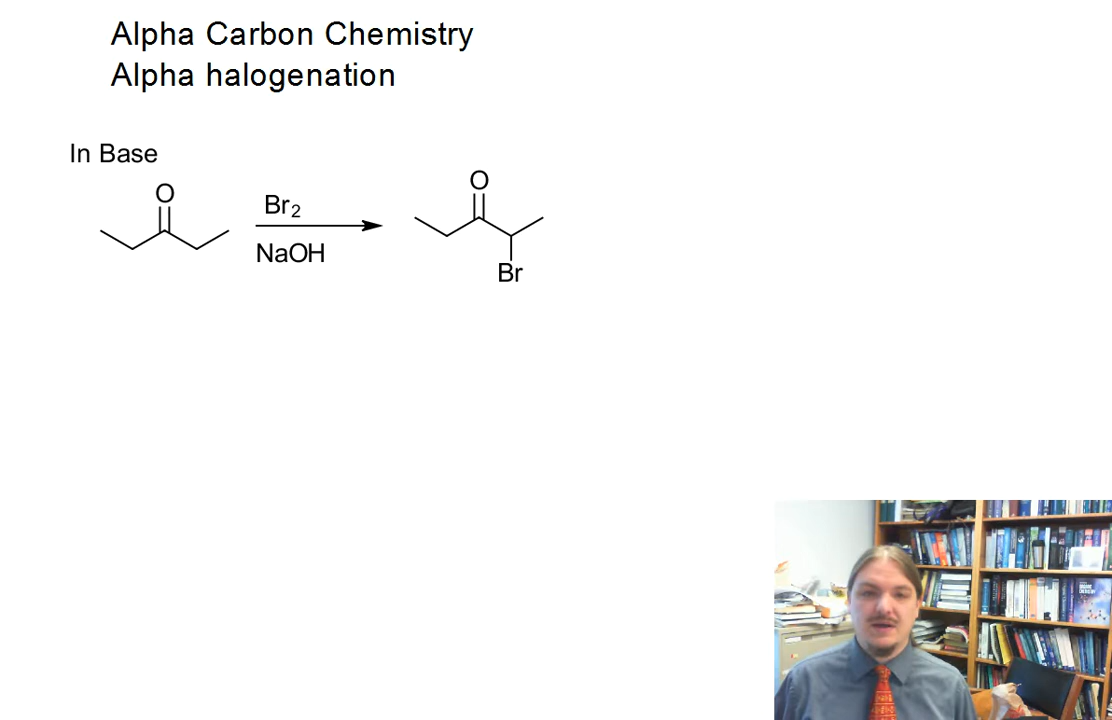 Alpha Carbon Chemistry
Alpha halogenation
In Base
O
Br2
NaOH
O
Br